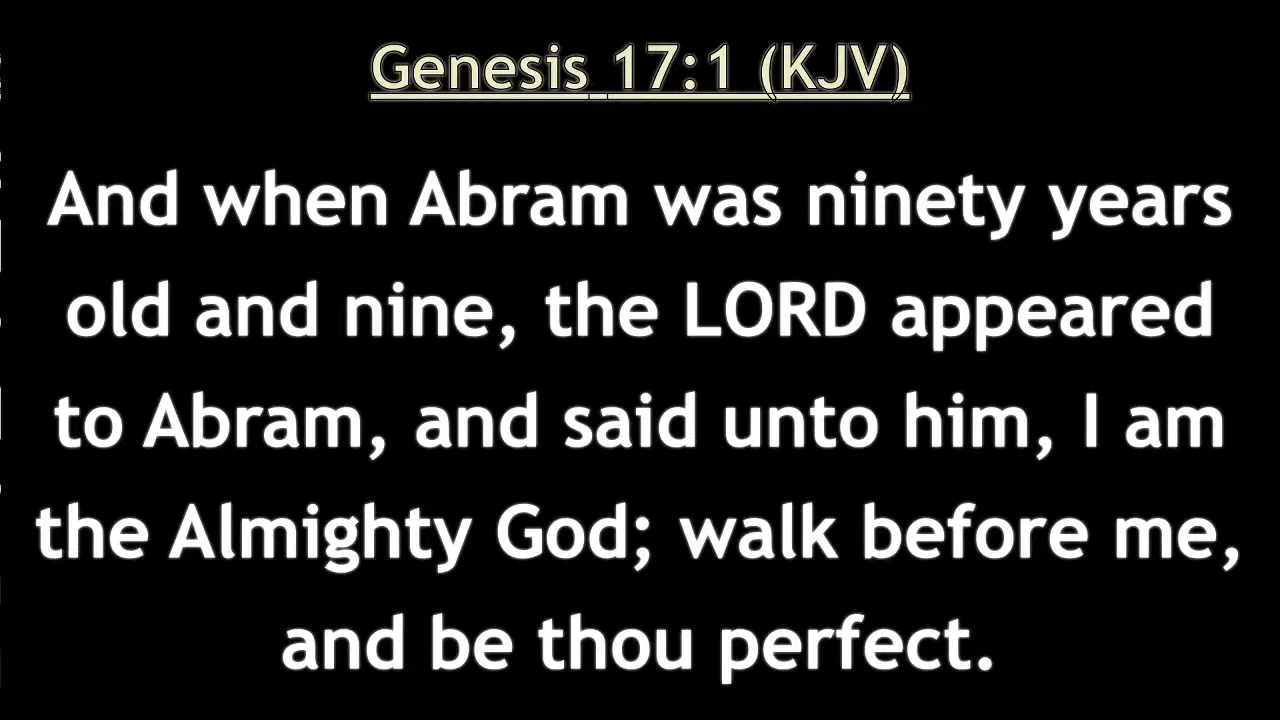 Genesis 17:1 (KJV)
And when Abram was ninety years
old and nine, the LORD appeared
to Abram, and said unto him, I am
the Almighty God; walk before me,
and be thou perfect.